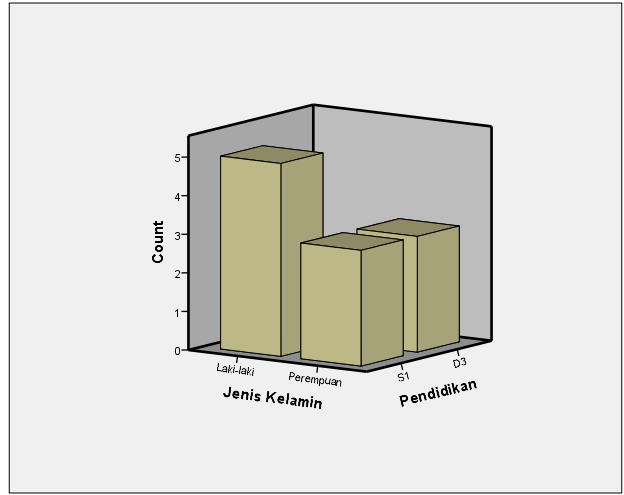 5
4
3
2
1
0
Count
Laki-laki
Perempuan
Jenis Kelamin
S1
D3
Pendidikan